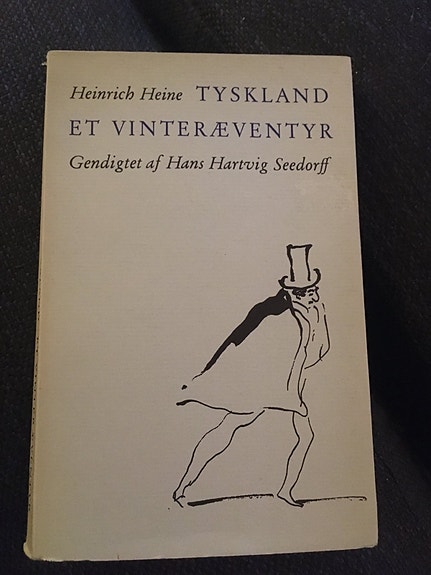 Heinrich Heine TYSKLAND
ET VINTERÆVENTYR
Gendigtet af Hans Hartvig Seedorff